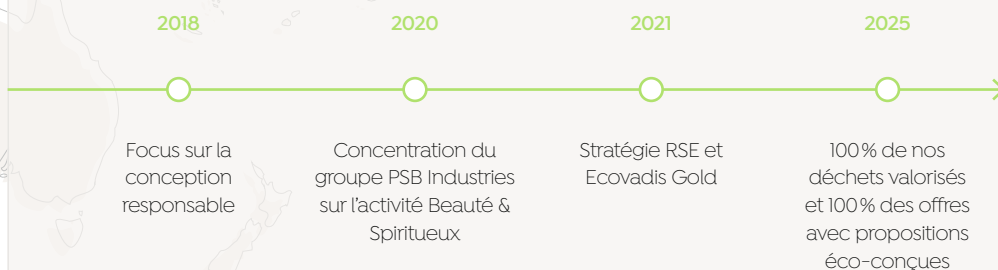 2018
Focus sur la
conception
responsable
2020
Concentration du
groupe PSB Industries
sur l'activité Beauté &
Spiritueux
2021
Stratégie RSE et
Ecovadis Gold
2025
100% de nos
déchets valorisés
et 100% des offres
avec propositions
éco-conçues